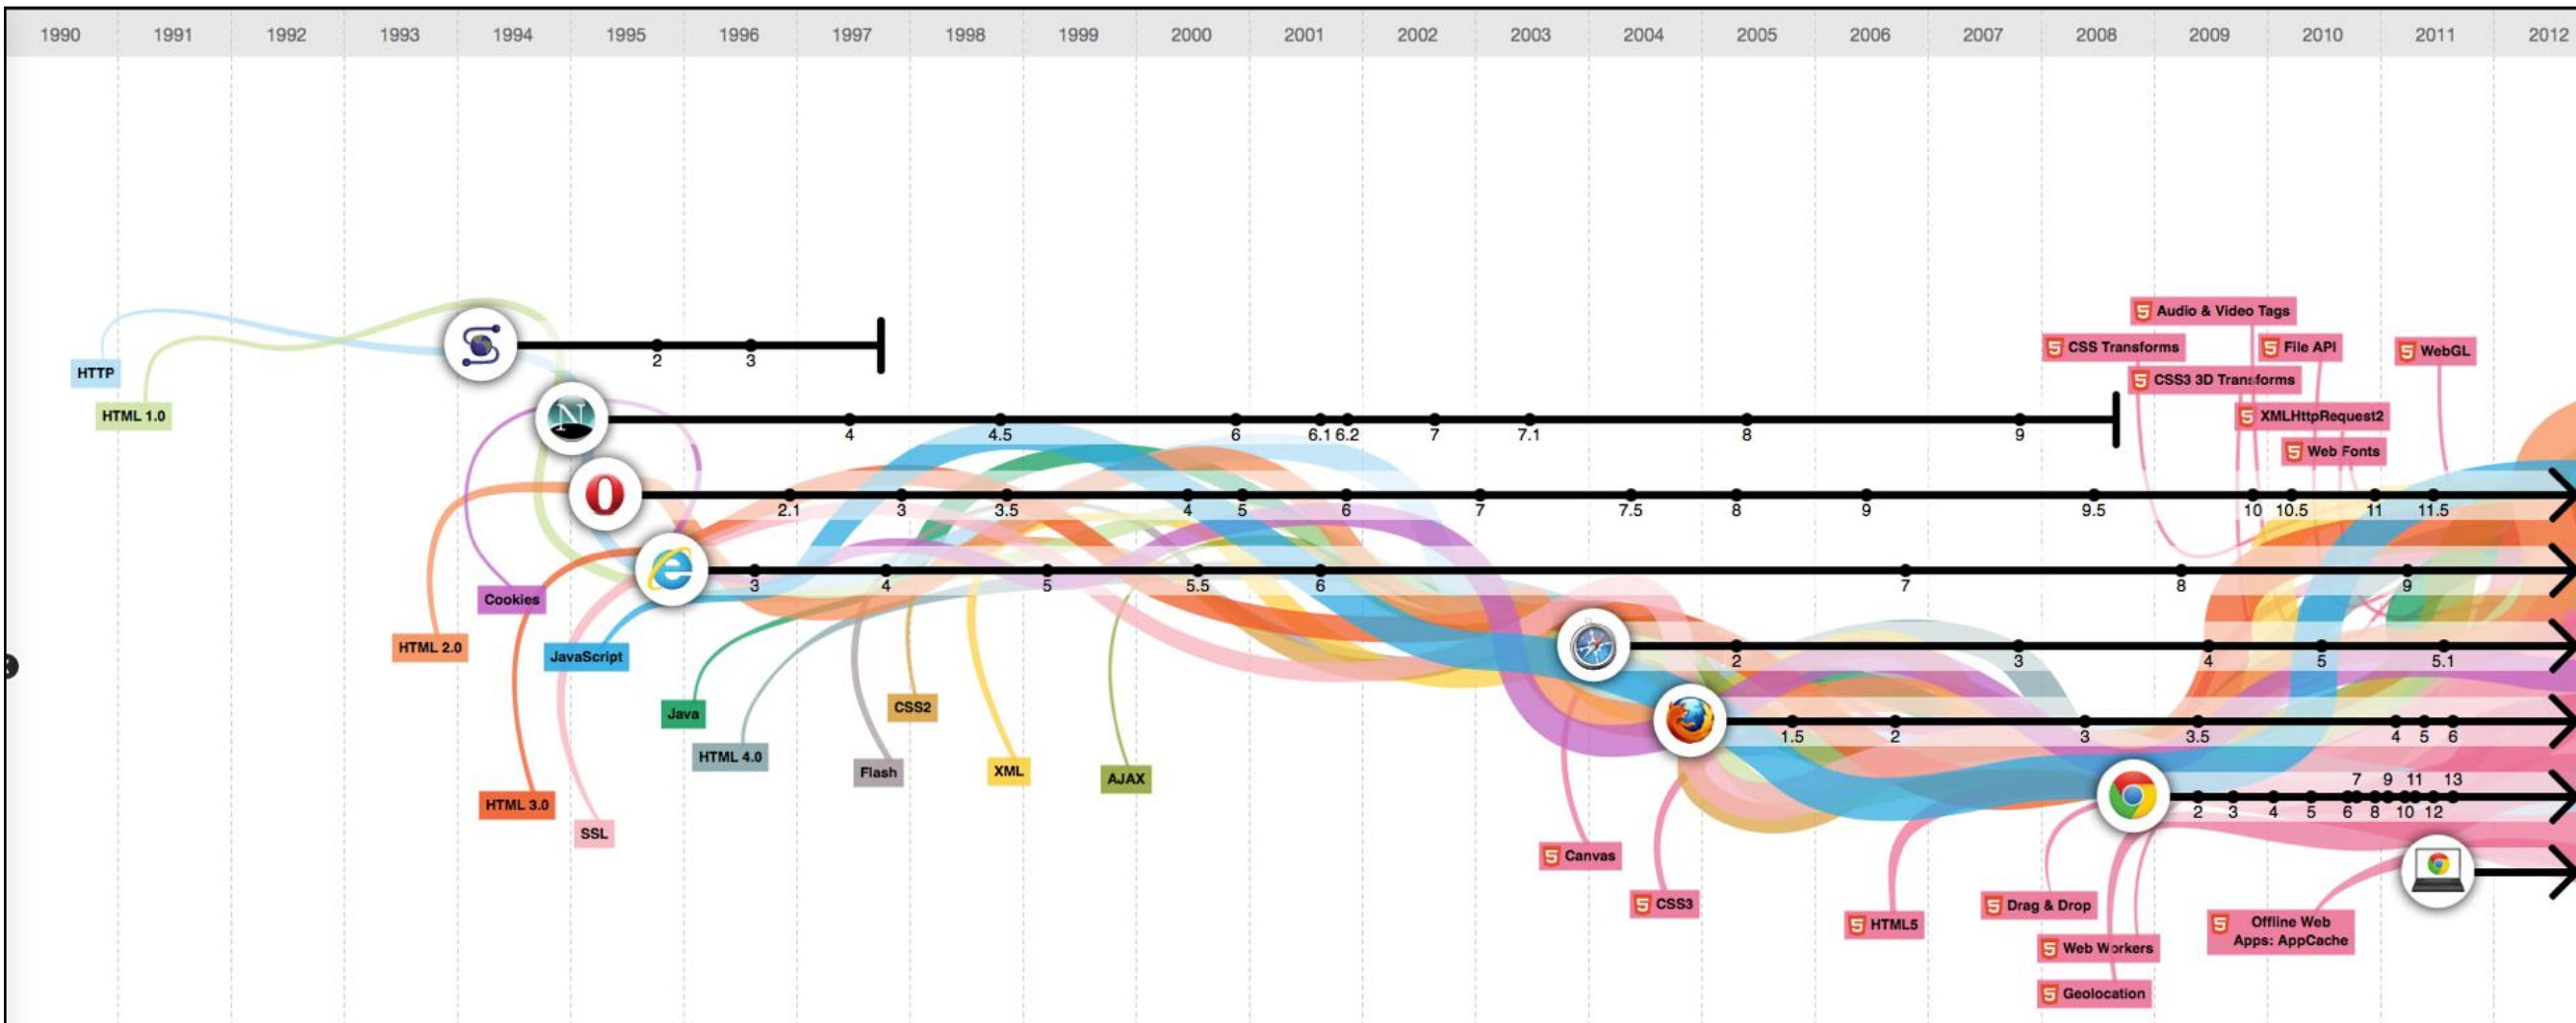 1990 1991 1992 1993 1994 1995 1996 1997 1998 1999 2000 2001 2002 2003 2004 2005 2006 2007 2008 2009 2010 2011 2012
Audio & Video Tags
CSS Transforms
File API
WebGL
2 3
HTTP
CSS3 3D Transforms
HTML 1.0
XMLHttpRequest2
N
4 4.5 6 6.1 6.2 7 7.1 8 9
Web Fonts
2.1 3 3.5 4 5 6 7 7.5 8 9 9.5 10 10.5 11 11.5
3 4 5 5.5 6 7 8 9
Cookies
HTML 2.0
JavaScript
2 3 4 5 5.1
CSS2
Java
1.5 2 3 3.5 4 5 6
HTML 4.0
Flash
XML
AJAX
7 9 11 13
HTML 3.0
2 3 4 5 6 8 10 12
SSL
Canvas
CSS3
Drag & Drop
HTML5
Offline Web
Apps: AppCache
Web Workers
Geolocation